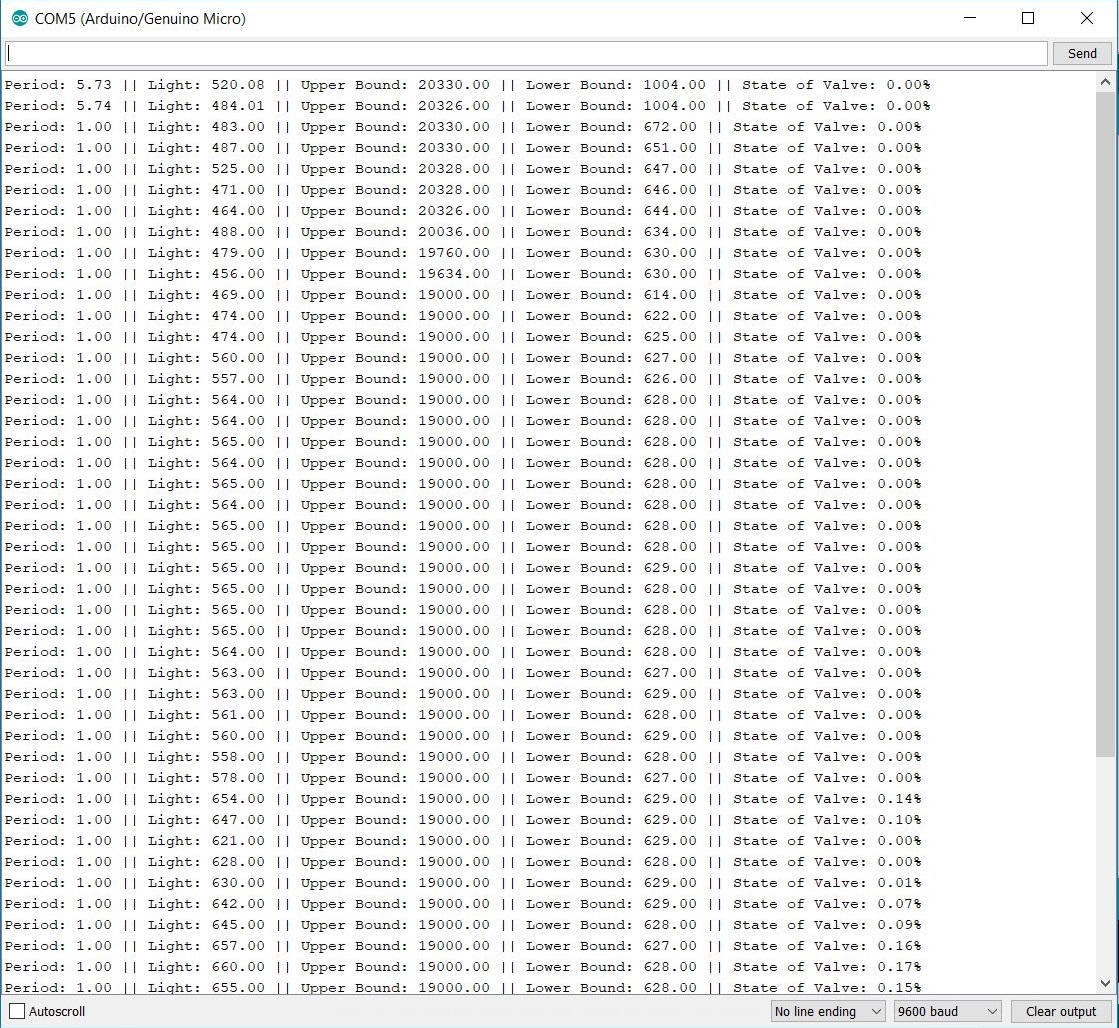 COM5 (Arduino/Genuino Micro)
Send
Period: 5.73 || Light: 520.08 || Upper Bound: 20330.00 || Lower Bound: 1004.00 || State of Valve: 0.00%
Period: 5.74 || Light: 484.01 || Upper Bound: 20326.00 || Lower Bound: 1004.00 || State of Valve: 0.00%
Period: 1.00 || Light: 483.00 || Upper Bound: 20330.00 || Lower Bound: 672.00 || State of Valve: 0.00%
Period: 1.00 || Light: 487.00 || Upper Bound: 20330.00 || Lower Bound: 651.00 || State of Valve: 0.00%
Period: 1.00 || Light: 525.00 || Upper Bound: 20328.00 || Lower Bound: 647.00 || State of Valve: 0.00%
Period: 1.00 || Light: 471.00 || Upper Bound: 20328.00 || Lower Bound: 646.00 || State of Valve: 0.00%
Period: 1.00 || Light: 464.00 || Upper Bound: 20326.00 || Lower Bound: 644.00 || State of Valve: 0.00%
Period: 1.00 || Light: 488.00 || Upper Bound: 20036.00 || Lower Bound: 634.00 || State of Valve: 0.00%
Period: 1.00 || Light: 479.00 || Upper Bound: 19760.00 || Lower Bound: 630.00 || State of Valve: 0.00%
Period: 1.00 || Light: 456.00 || Upper Bound: 19634.00 || Lower Bound: 630.00 || State of Valve: 0.00%
Period: 1.00 || Light: 469.00 || Upper Bound: 19000.00 || Lower Bound: 614.00 || State of Valve: 0.00%
Period: 1.00 || Light: 474.00 || Upper Bound: 19000.00 || Lower Bound: 622.00 || State of Valve: 0.00%
Period: 1.00 || Light: 474.00 || Upper Bound: 19000.00 || Lower Bound: 625.00 || State of Valve: 0.00%
Period: 1.00 || Light: 560.00 || Upper Bound: 19000.00 || Lower Bound: 627.00 || State of Valve: 0.00%
Period: 1.00 || Light: 557.00 || Upper Bound: 19000.00 || Lower Bound: 626.00 || State of Valve: 0.00%
Period: 1.00 || Light: 564.00 || Upper Bound: 19000.00 || Lower Bound: 628.00 || State of Valve: 0.00%
Period: 1.00 || Light: 564.00 || Upper Bound: 19000.00 || Lower Bound: 628.00 || State of Valve: 0.00%
Period: 1.00 || Light: 565.00 || Upper Bound: 19000.00 || Lower Bound: 628.00 || State of Valve: 0.00%
Period: 1.00 || Light: 564.00 || Upper Bound: 19000.00 || Lower Bound: 628.00 || State of Valve: 0.00%
Period: 1.00 || Light: 565.00 || Upper Bound: 19000.00 || Lower Bound: 628.00 || State of Valve: 0.00%
Period: 1.00 || Light: 564.00 || Upper Bound: 19000.00 || Lower Bound: 628.00 || State of Valve: 0.00%
Period: 1.00 || Light: 565.00 || Upper Bound: 19000.00 || Lower Bound: 628.00 || State of Valve: 0.00%
Period: 1.00 || Light: 565.00 || Upper Bound: 19000.00 || Lower Bound: 628.00 || State of Valve: 0.00%
Period: 1.00 || Light: 565.00 || Upper Bound: 19000.00 || Lower Bound: 629.00 || State of Valve: 0.00%
Period: 1.00 || Light: 565.00 || Upper Bound: 19000.00 || Lower Bound: 628.00 || State of Valve: 0.00%
Period: 1.00 || Light: 565.00 || Upper Bound: 19000.00 || Lower Bound: 628.00 || State of Valve: 0.00%
Period: 1.00 || Light: 565.00 || Upper Bound: 19000.00 || Lower Bound: 628.00 || State of Valve: 0.00%
Period: 1.00 || Light: 564.00 || Upper Bound: 19000.00 || Lower Bound: 628.00 || State of Valve: 0.00%
Period: 1.00 || Light: 563.00 || Upper Bound: 19000.00 || Lower Bound: 627.00 || State of Valve: 0.00%
Period: 1.00 || Light: 563.00 || Upper Bound: 19000.00 || Lower Bound: 629.00 || State of Valve: 0.00%
Period: 1.00 || Light: 561.00 || Upper Bound: 19000.00 || Lower Bound: 628.00 || State of Valve: 0.00%
Period: 1.00 || Light: 560.00 || Upper Bound: 19000.00 || Lower Bound: 629.00 || State of Valve: 0.00%
Period: 1.00 || Light: 558.00 || Upper Bound: 19000.00 || Lower Bound: 628.00 || State of Valve: 0.00%
Period: 1.00 || Light: 578.00 || Upper Bound: 19000.00 || Lower Bound: 627.00 || State of Valve: 0.00%
Period: 1.00 || Light: 654.00 || Upper Bound: 19000.00 || Lower Bound: 629.00 || State of Valve: 0.14%
Period: 1.00 || Light: 647.00 || Upper Bound: 19000.00 || Lower Bound: 629.00 || State of Valve: 0.10%
Period: 1.00 || Light: 621.00 || Upper Bound: 19000.00 || Lower Bound: 629.00 || State of Valve: 0.00%
Period: 1.00 || Light: 628.00 || Upper Bound: 19000.00 || Lower Bound: 628.00 || State of Valve: 0.00%
Period: 1.00 || Light: 630.00 || Upper Bound: 19000.00 || Lower Bound: 629.00 || State of Valve: 0.01%
Period: 1.00 || Light: 642.00 || Upper Bound: 19000.00 || Lower Bound: 629.00 || State of Valve: 0.07%
Period: 1.00 || Light: 645.00 || Upper Bound: 19000.00 || Lower Bound: 628.00 || State of Valve: 0.09%
Period: 1.00 || Light: 657.00 || Upper Bound: 19000.00 || Lower Bound: 627.00 || State of Valve: 0.16%
Period: 1.00 || Light: 660.00 || Upper Bound: 19000.00 || Lower Bound: 628.00 || State of Valve: 0.17%
Period: 1.00 || Light: 655.00 || Upper Bound: 19000.00 || Lower Bound: 628.00 || State of Valve: 0.15%
Autoscroll
No line ending
9600 baud
Clear output